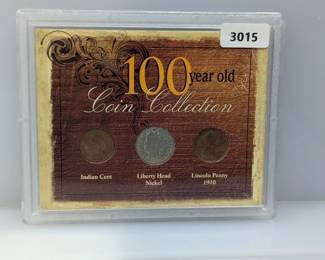 3015
100 year old
Coin Collection
Indian Cent
Liberty Head
Nickel
Lincoln Penny
1910